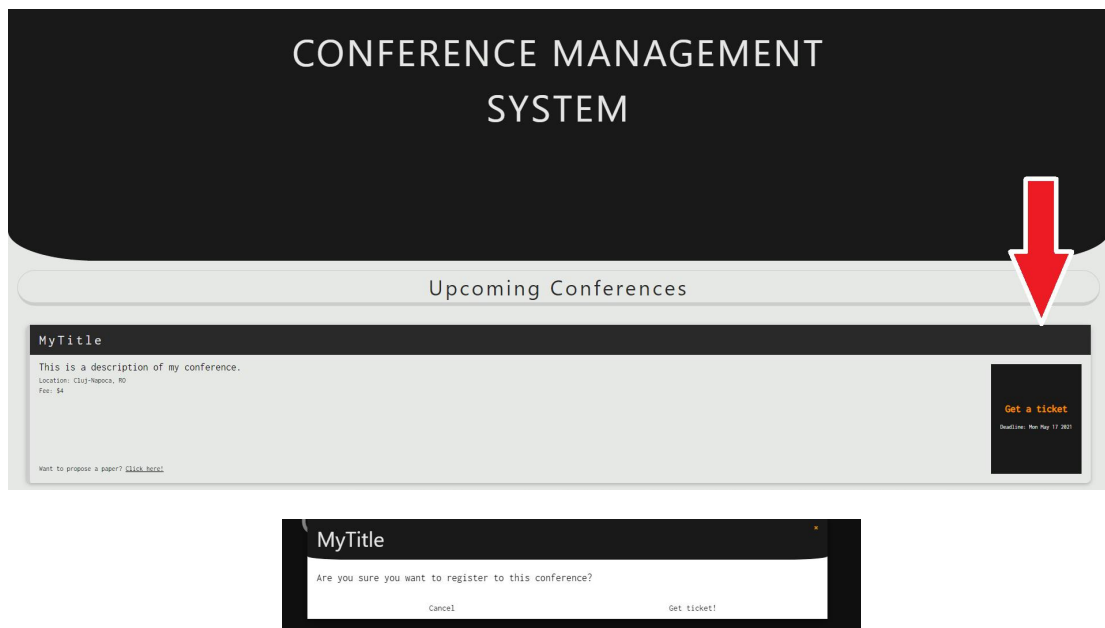 CONFERENCE MANAGEMENT
SYSTEM
Upcoming Conferences
MyTitle
This is a description of my conference.
Location: Cluj-Napoca, RO
Fee: $4
Get a ticket
Deadline: Mon May 17 2021
Want to propose a paper? Click here!
MyTitle
×
Are you sure you want to register to this conference?
Cancel Get ticket!